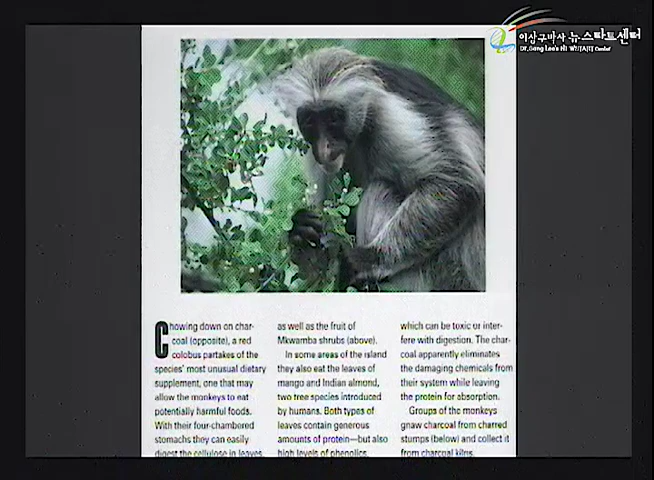 이상구박사 뉴스타트센터
Chowing down on char-
coal (opposite), a red
colobus partakes of the
species' most unusual dietary
supplement, one that may
allow the monkeys to eat
potentially harmful foods.
With their four-chambered
stomachs they can easily
digest the cellulose in leaves,
as well as the fruit of
Mkwamba shrubs (above).
In some areas of the island
they also eat the leaves of
mango and Indian almond,
two tree species introduced
by humans. Both types of
leaves contain generous
amounts of protein—but also
high levels of phenolics,
which can be toxic or inter-
fere with digestion. The char-
coal apparently eliminates
the damaging chemicals from
their system while leaving
the protein for absorption.
Groups of the monkeys
gnaw charcoal from charred
stumps (below) and collect it
from charcoal kilns.